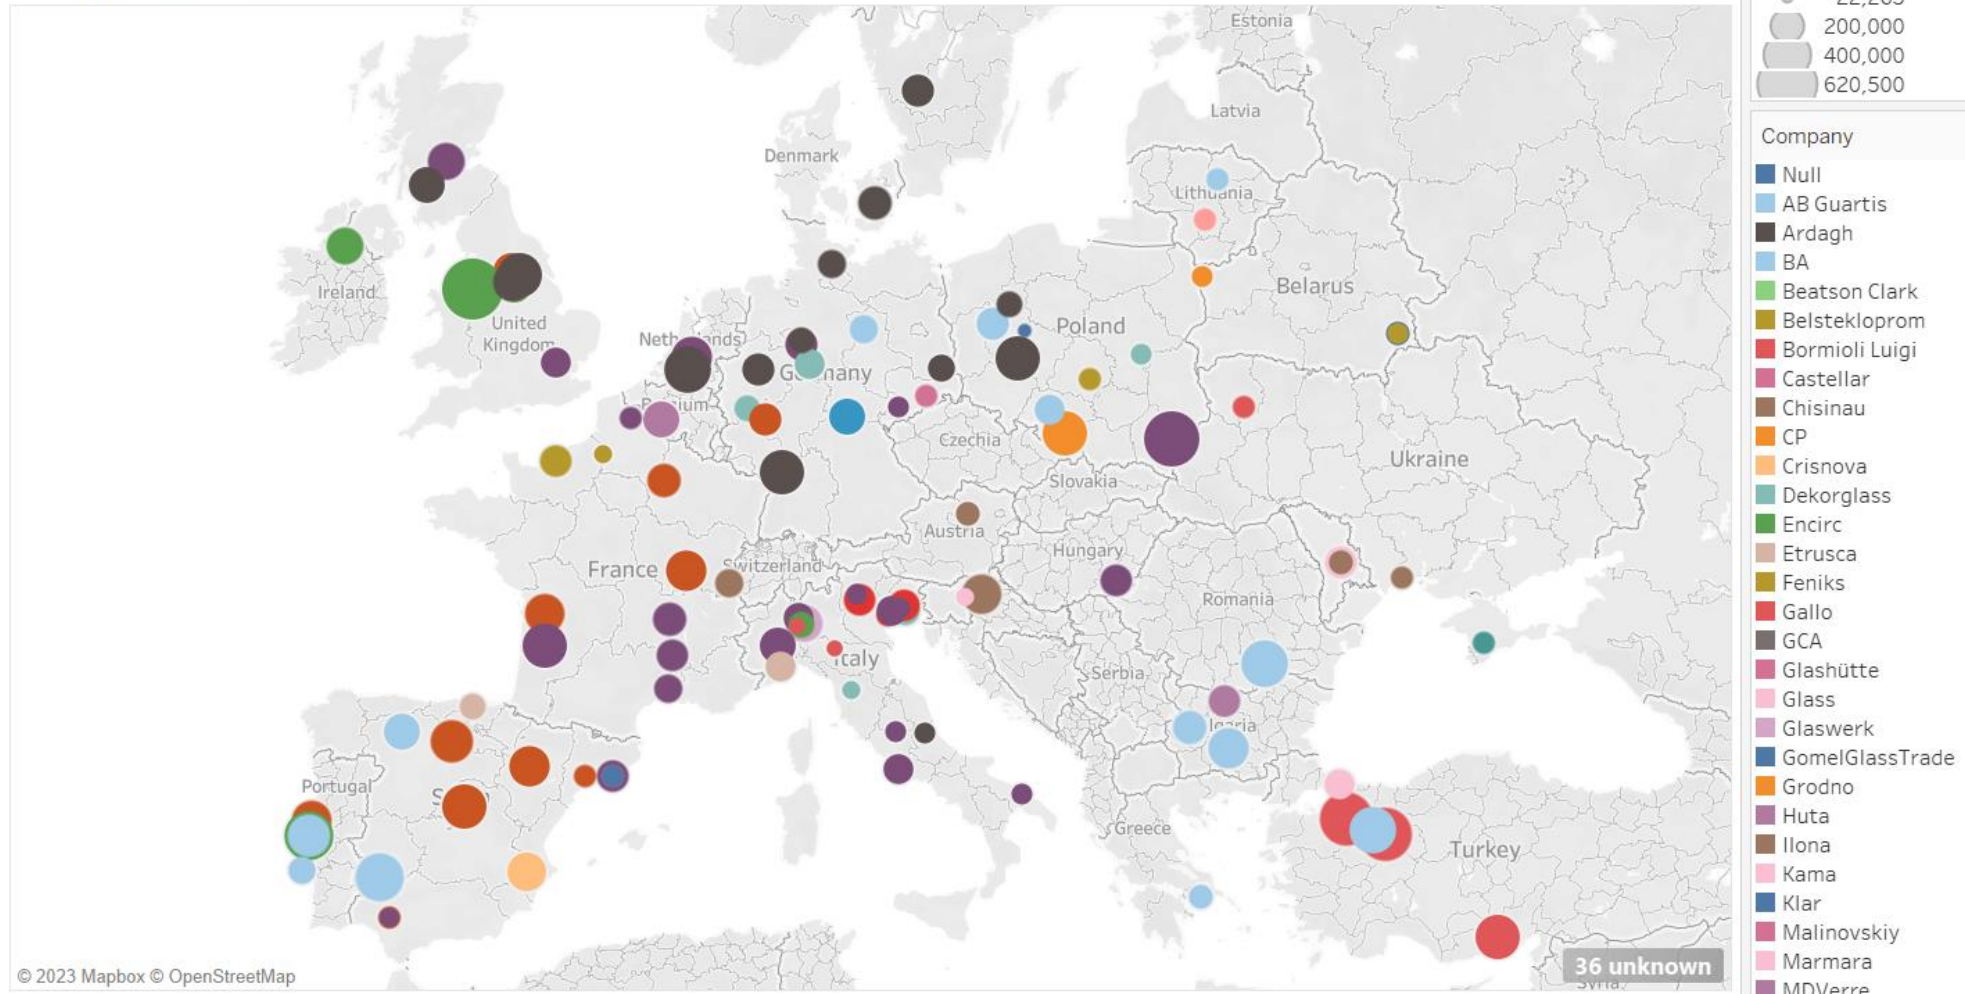 Estonia
Latvia
Denmark
Lithuania
Ireland
Belarus
United
Kingdom
Poland
Germany
Czechia
Ukraine
Slovakia
Austria
Hungary
France
Switzerland
Romania
Italy
Serbia
Portugal
Greece
Turkey
36 unknown
© 2023 Mapbox © OpenStreetMap
200,000
400,000
620,500
Company
Null
AB Guartis
Ardagh
BA
Beatson Clark
Belstekloprom
Bormioli Luigi
Castellar
Chisinau
CP
Crisnova
Dekorglass
Encirc
Etrusca
Feniks
Gallo
GCA
Glashütte
Glass
Glaswerk
GomelGlassTrade
Grodno
Huta
Ilona
Kama
Klar
Malinovskiy
Marmara
MDVerre